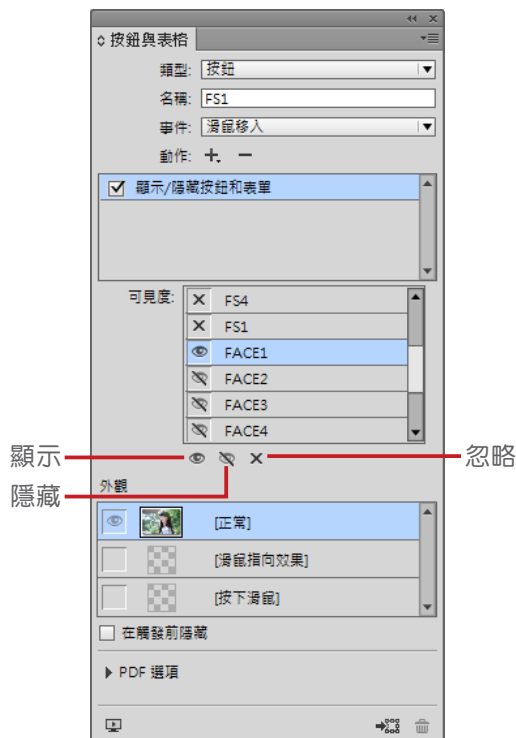 按鈕與表格
類型: 按鈕
名稱: FS1
事件: 滑鼠移入
動作:
顯示/隱藏按鈕和表單
可見度:
FS4
FS1
FACE1
FACE2
FACE3
FACE4
顯示
忽略
隱藏
外觀
[正常]
[滑鼠指向效果]
[按下滑鼠]
在觸發前隱藏
PDF 選項